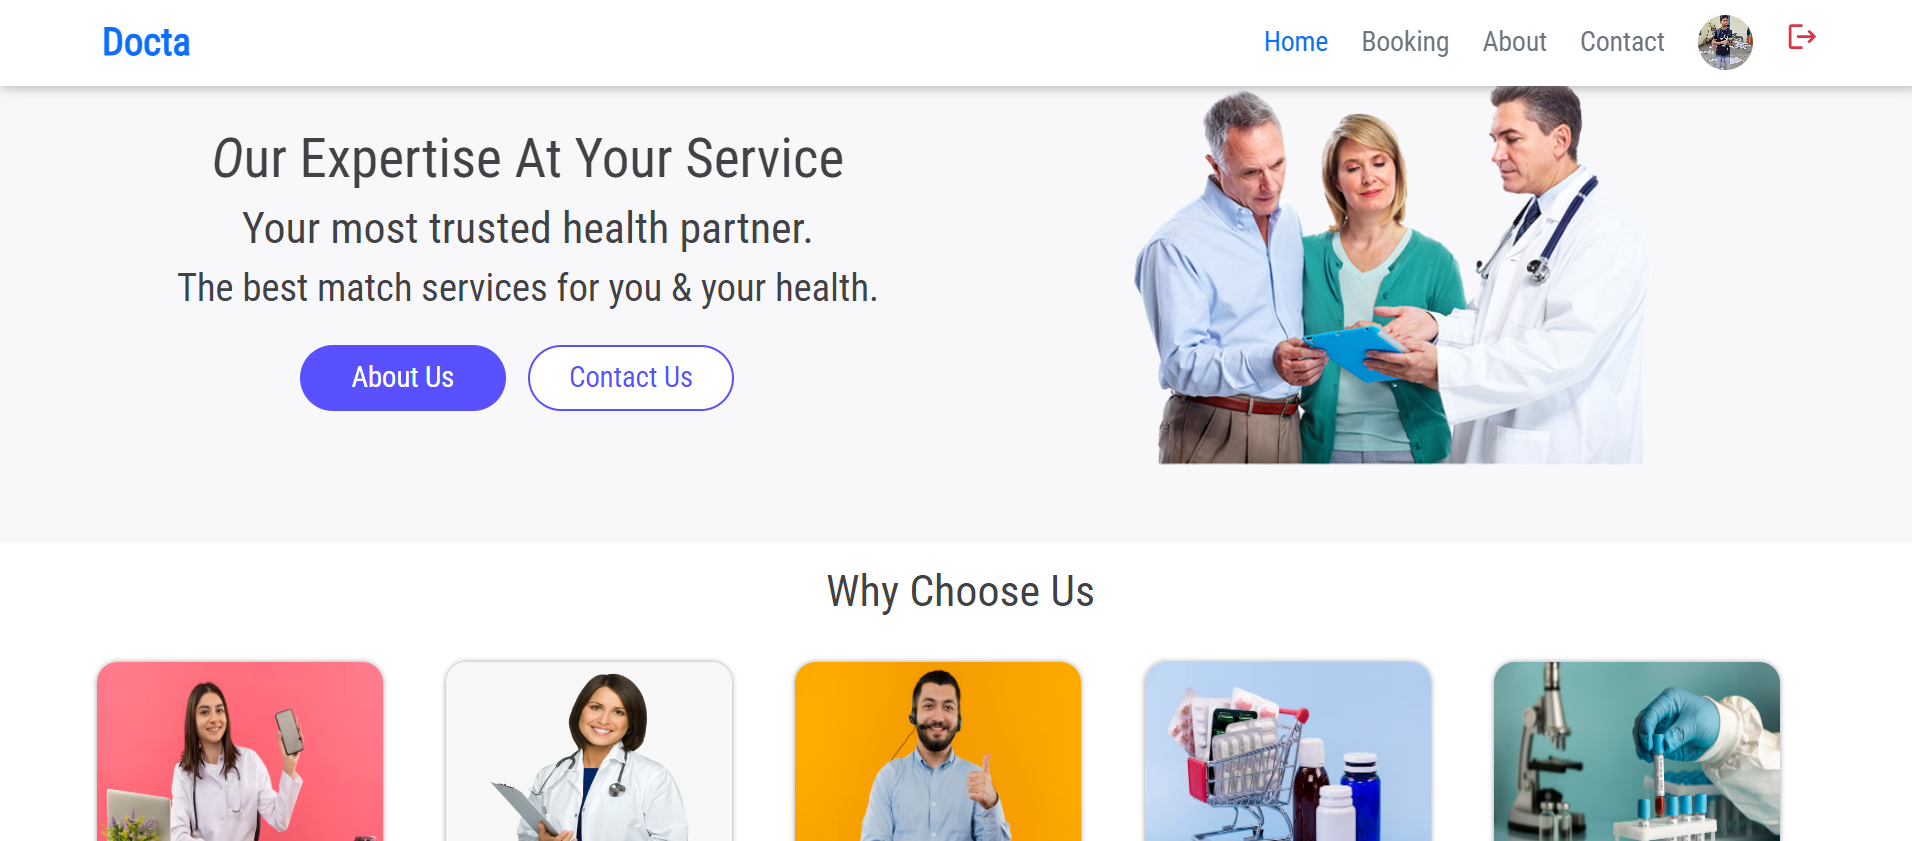 Docta
Home Booking About Contact
Our Expertise At Your Service
Your most trusted health partner.
The best match services for you & your health.
About Us Contact Us
Why Choose Us